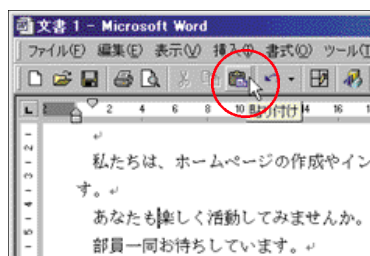 文書 1 - Microsoft Word
ファイル(F) 編集(E) 表示(V) 挿入(I) 書式(O) ツール(T)
貼り付け
L 2 2 4 6 8 10 14 16
私たちは、ホームページの作成やイン
す。
あなたも楽しく活動してみませんか。
部員一同お待ちしています。